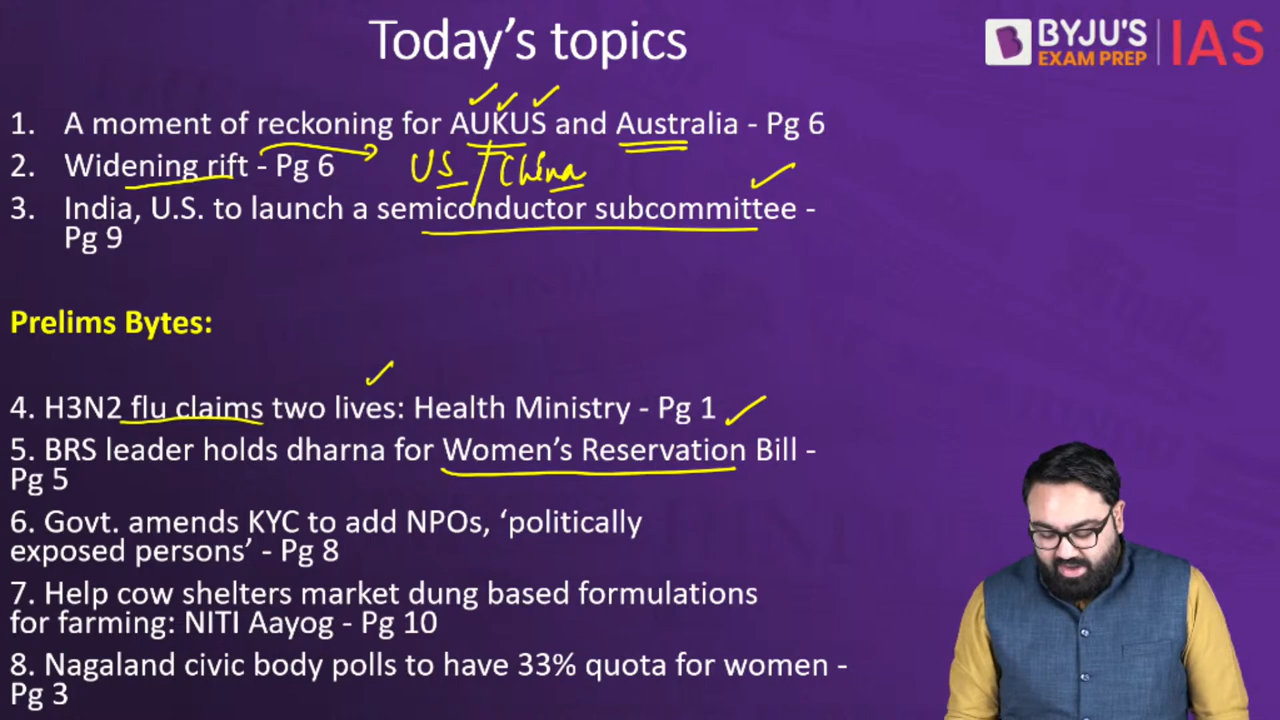 Today's topics
BYJU'S
EXAM PREP
IAS
1. A moment of reckoning for AUKUS and Australia - Pg 6
2. Widening rift - Pg 6
US / China
3. India, U.S. to launch a semiconductor subcommittee -
Pg 9
Prelims Bytes:
4. H3N2 flu claims two lives: Health Ministry - Pg 1
5. BRS leader holds dharna for Women's Reservation Bill -
Pg 5
6. Govt. amends KYC to add NPOs, 'politically
exposed persons' - Pg 8
7. Help cow shelters market dung based formulations
for farming: NITI Aayog - Pg 10
8. Nagaland civic body polls to have 33% quota for women -
Pg 3